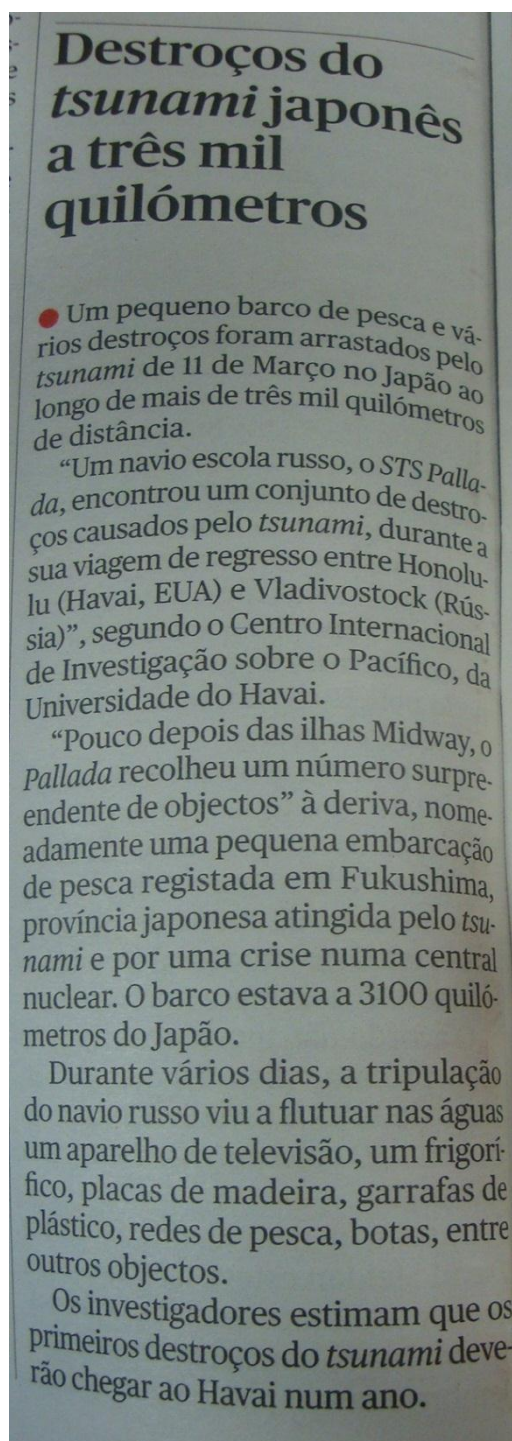 Destroços do
tsunami japonês
a três mil
quilómetros
Um pequeno barco de pesca e vá-
rios destroços foram arrastados pelo
tsunami de 11 de Março no Japão ao
longo de mais de três mil quilómetros
de distância.
“Um navio escola russo, o STS Palla-
da, encontrou um conjunto de destro-
ços causados pelo tsunami, durante a
sua viagem de regresso entre Honolu-
lu (Havai, EUA) e Vladivostock (Rús-
sia)”, segundo o Centro Internacional
de Investigação sobre o Pacífico, da
Universidade do Havai.
“Pouco depois das ilhas Midway, o
Pallada recolheu um número surpre-
endente de objectos” à deriva, nome-
adamente uma pequena embarcação
de pesca registada em Fukushima,
província japonesa atingida pelo tsu-
nami e por uma crise numa central
nuclear. O barco estava a 3100 quiló-
metros do Japão.
Durante vários dias, a tripulação
do navio russo viu a flutuar nas águas
um aparelho de televisão, um frigorí-
fico, placas de madeira, garrafas de
plástico, redes de pesca, botas, entre
outros objectos.
Os investigadores estimam que os
primeiros destroços do tsunami deve-
rão chegar ao Havai num ano.